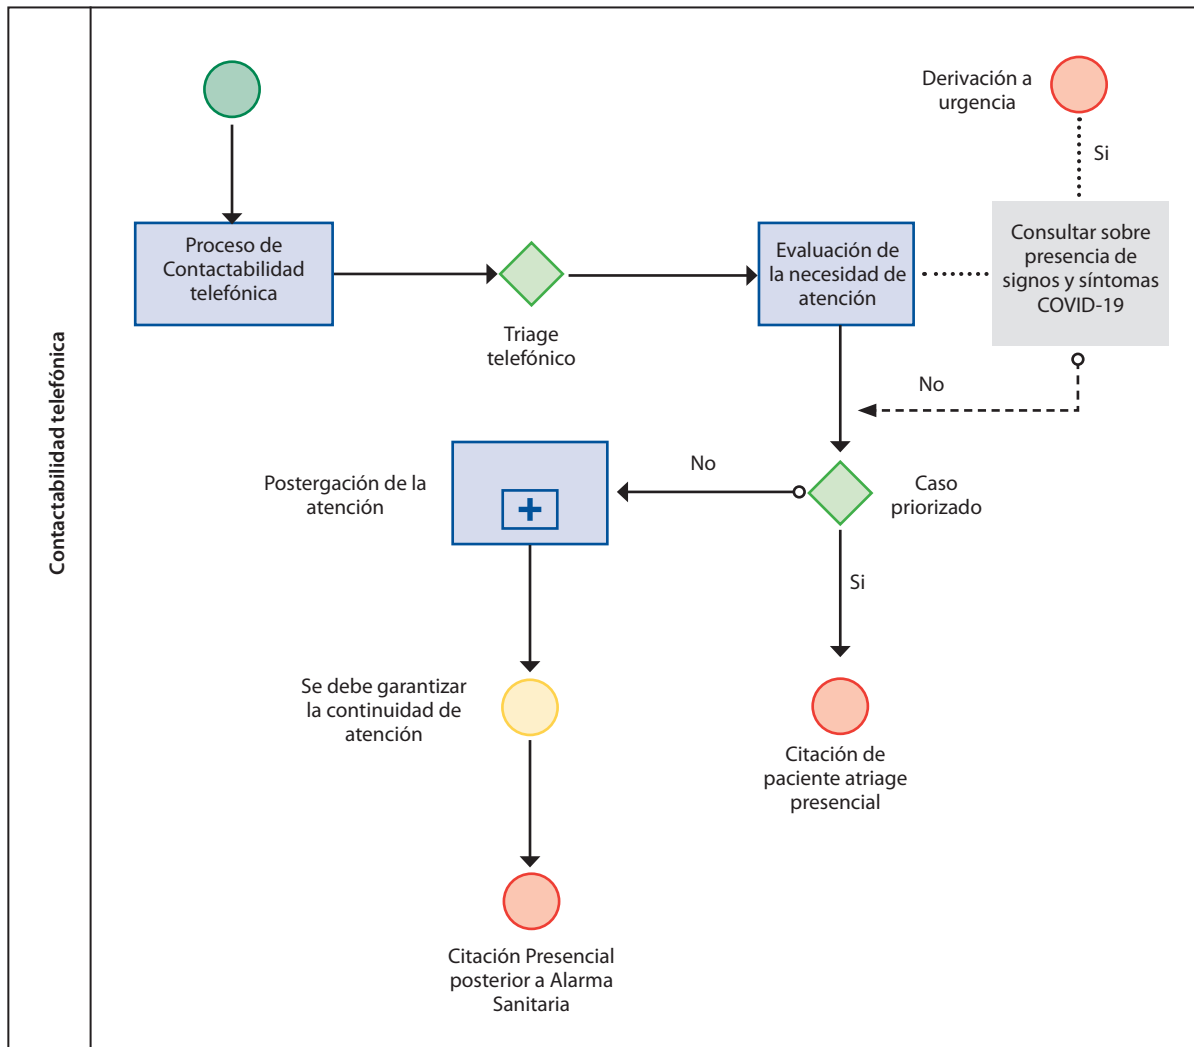 Contactabilidad telefónica
Derivación a
urgencia
Si
Proceso de
Contactabilidad
telefónica
Triage
telefónico
Evaluación de
la necesidad de
atención
Consultar sobre
presencia de
signos y síntomas
COVID-19
No
Caso
priorizado
No
Postergación de la
atención
Si
Se debe garantizar
la continuidad de
atención
Citación de
paciente atriage
presencial
Citación Presencial
posterior a Alarma
Sanitaria